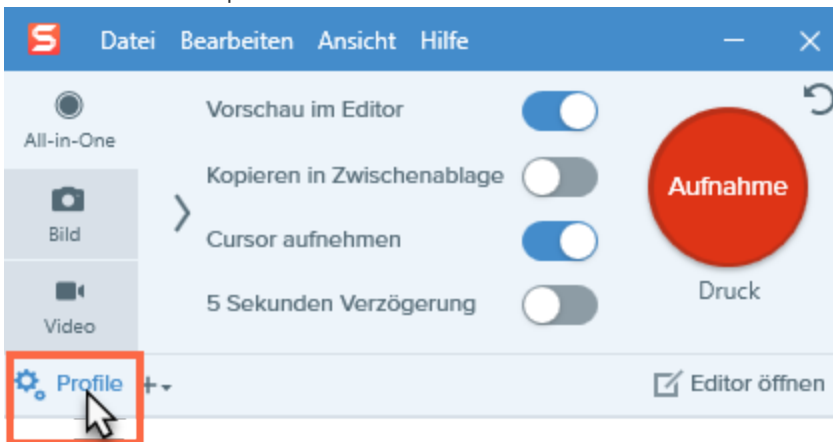 S Datei Bearbeiten Ansicht Hilfe
All-in-One
Vorschau im Editor
Kopieren in Zwischenablage
Bild
Cursor aufnehmen
Video
5 Sekunden Verzögerung
Aufnahme
Druck
Profile
Editor öffnen